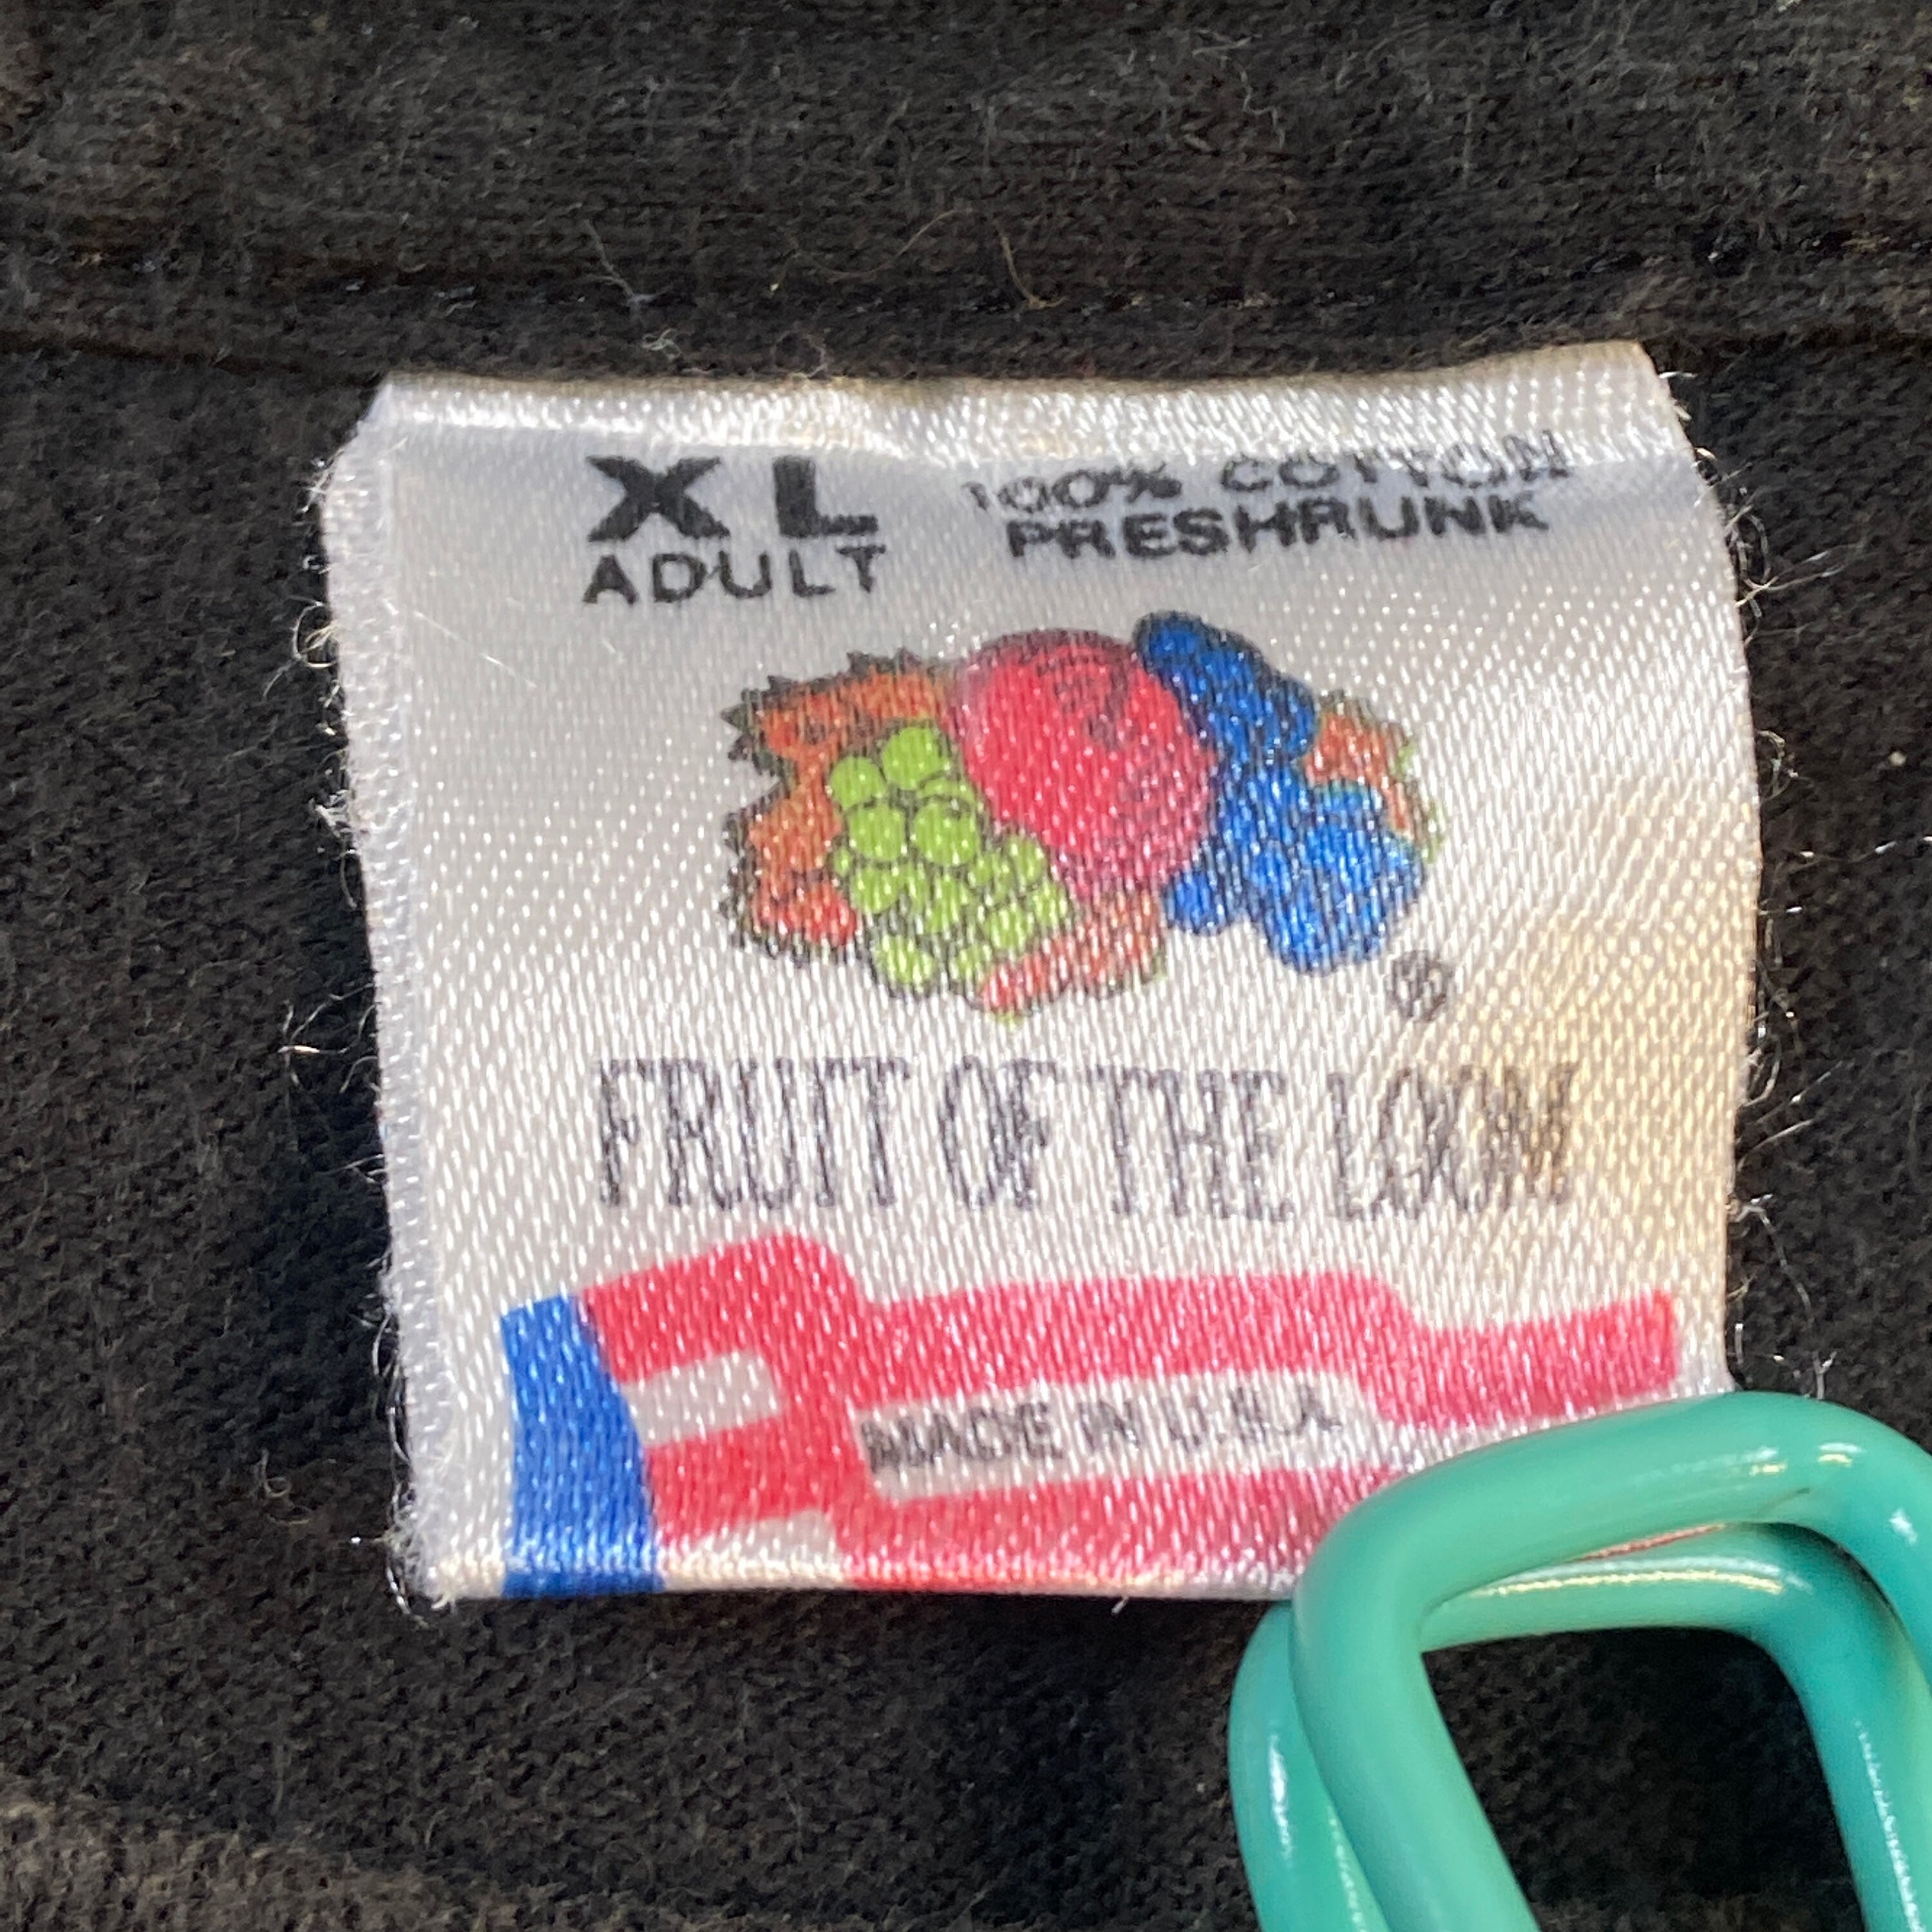 XL
ADULT
100% COTTON
PRESHRUNK
®
FRUIT OF THE LOOM
MADE IN U.S.A.